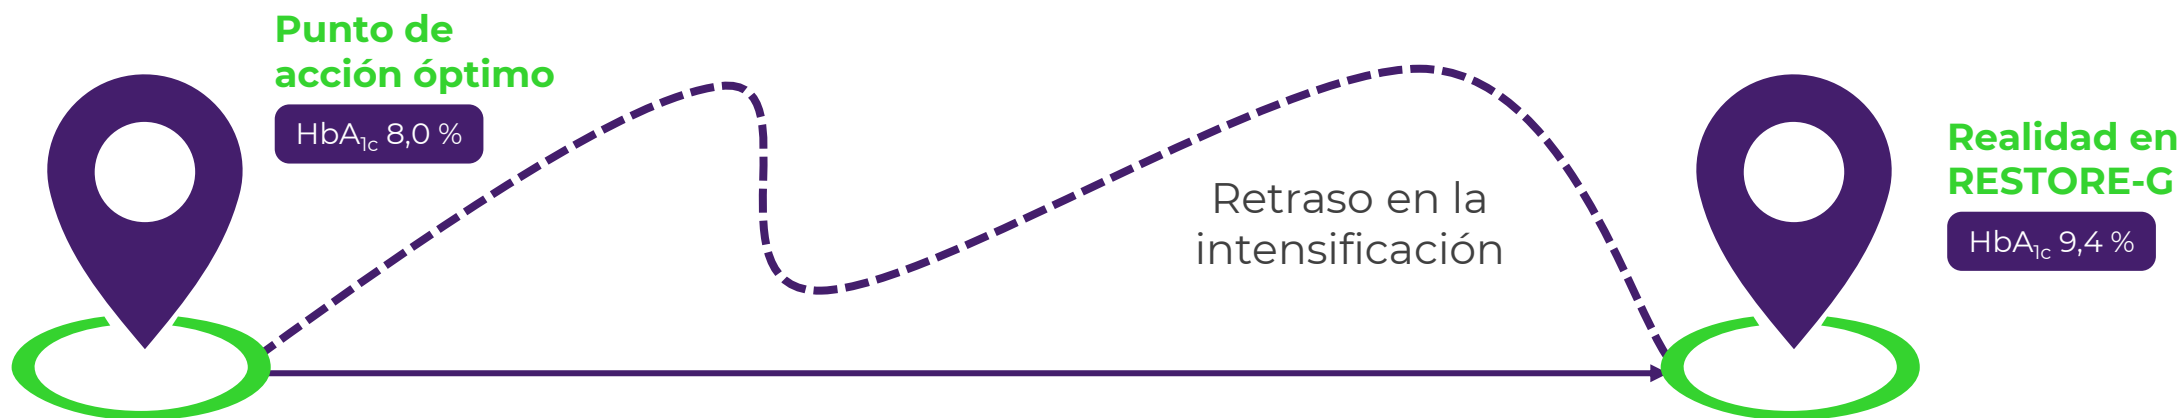 Punto de
acción óptimo
HbA₁c 8,0 %
Retraso en la
intensificación
Realidad en
RESTORE-G
HbA₁c 9,4 %